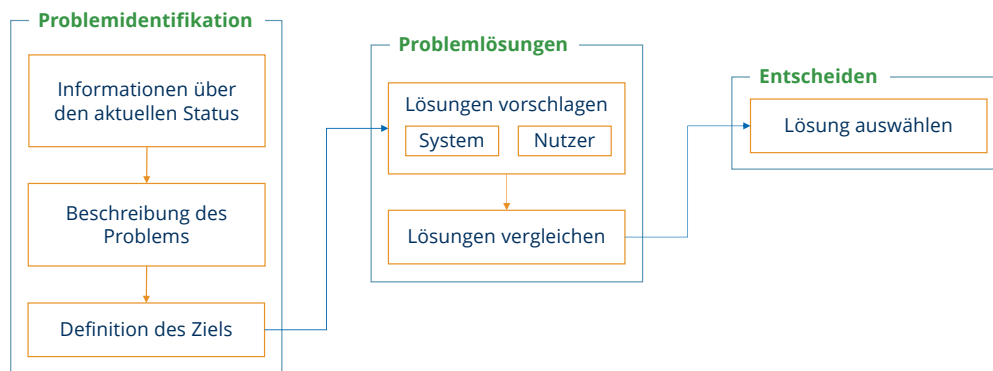 Problemidentifikation
Informationen über
den aktuellen Status
Beschreibung des
Problems
Definition des Ziels
Problemlösungen
Lösungen vorschlagen
System
Nutzer
Lösungen vergleichen
Entscheiden
Lösung auswählen